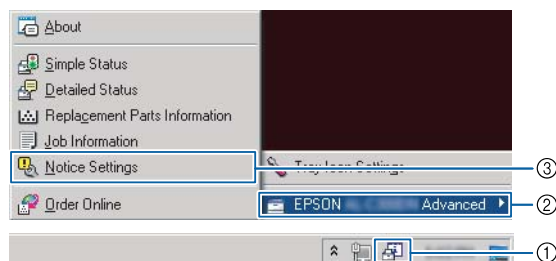 About
Simple Status
Detailed Status
Replacement Parts Information
Job Information
Notice Settings
Tray Icon Settings
③
Order Online
EPSON Advanced
②
①